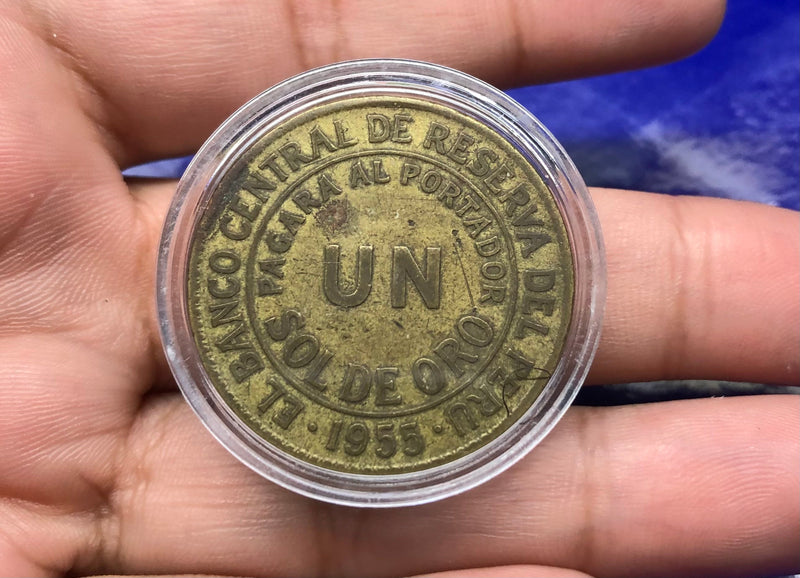 EL BANCO CENTRAL DE RESERVA DEL PERU
PAGARA AL PORTADOR
UN
SOL DE ORO
· 1955 ·